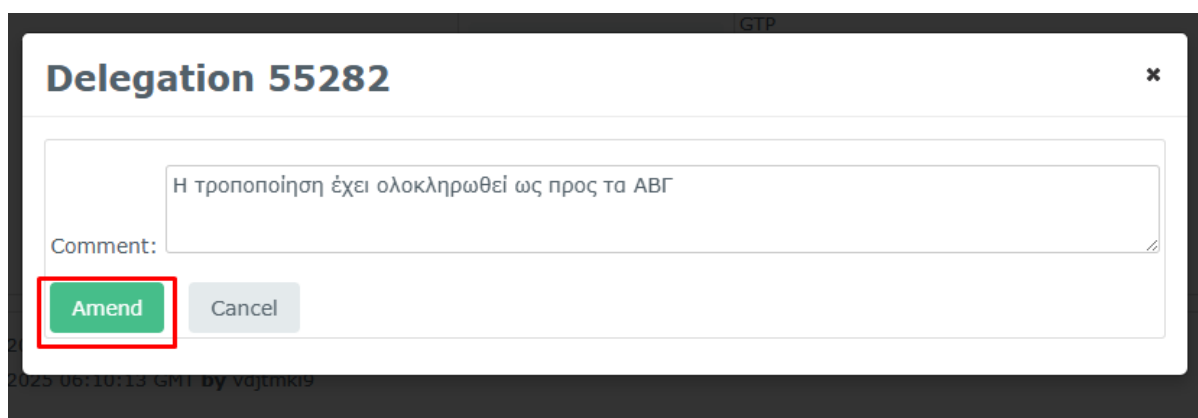 GTP
Delegation 55282
Η τροποποίηση έχει ολοκληρωθεί ως προς τα ΑΒΓ
Comment:
Amend Cancel
2025 06:10:13 GMT by vdjtmki9